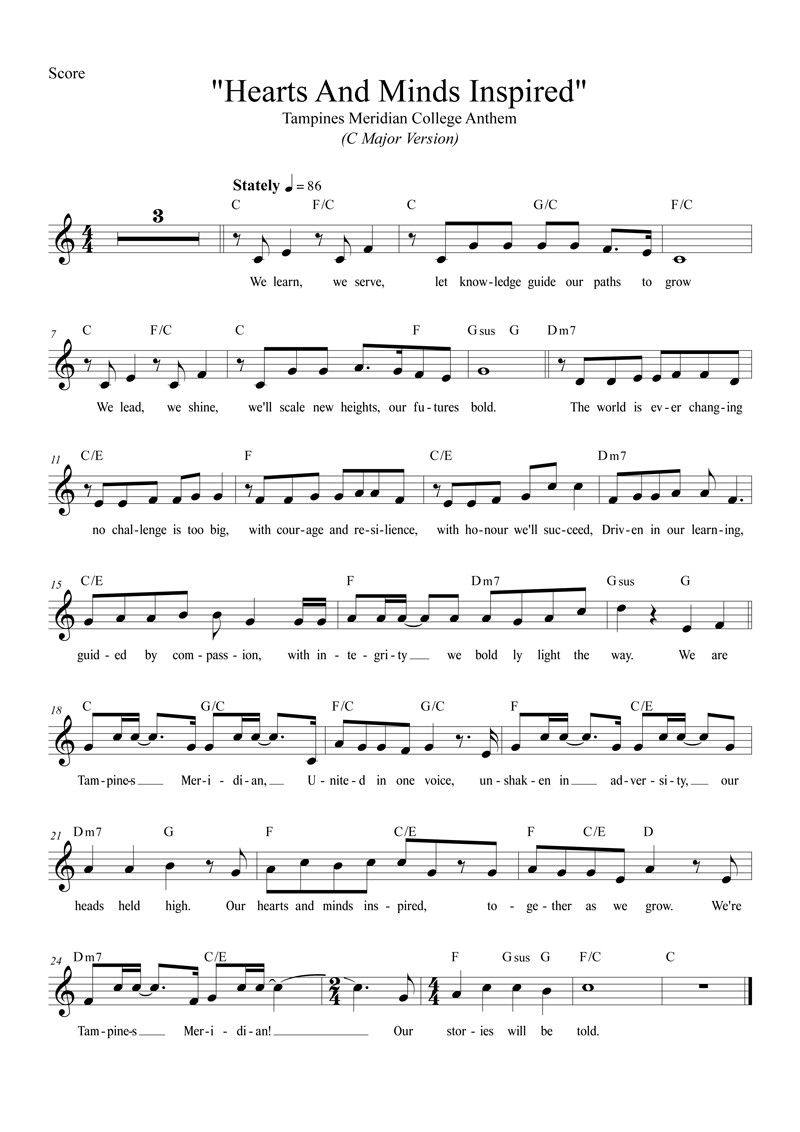 Score
"Hearts And Minds Inspired"
Tampines Meridian College Anthem
(C Major Version)
Stately ♩ = 86
C F/C C G/C F/C
3
4 4
We learn, we serve, let know-ledge guide our paths to grow
7 C F/C C F Gsus G Dm7
We lead, we shine, we'll scale new heights, our fu-tures bold. The world is ev-er chang-ing
11 C/E F C/E Dm7
no chal-lenge is too big, with cour-age and re-si-lience, with ho-nour we'll suc-ceed, Driv-en in our learn-ing,
15 C/E F Dm7 Gsus G
guid-ed by com-pass-ion, with in-te-gri-ty we bold ly light the way. We are
18 C G/C F/C G/C F C/E
Tam-pine-s Mer-i-di-an, U-nite-d in one voice, un-shak-en in ad-ver-si-ty, our
21 Dm7 G F C/E F C/E D
heads held high. Our hearts and minds ins-pired, to-ge-ther as we grow. We're
24 Dm7 C/E F Gsus G F/C C
2 4 4 4
Tam-pine-s Mer-i-di-an! Our stor-ies will be told.